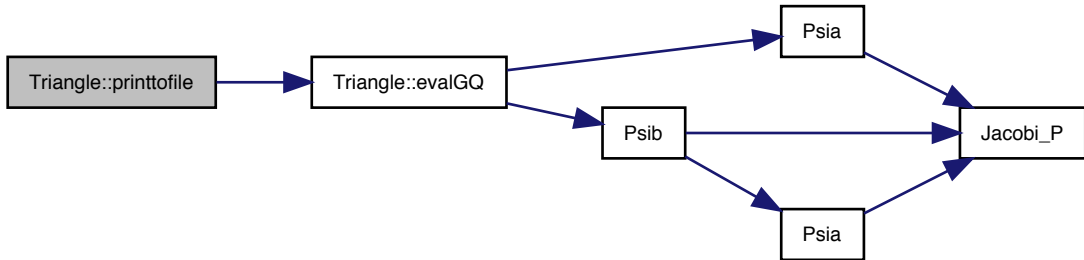 Triangle::printtofile
Triangle::evalGQ
Psia
Psib
Jacobi_P
Psia